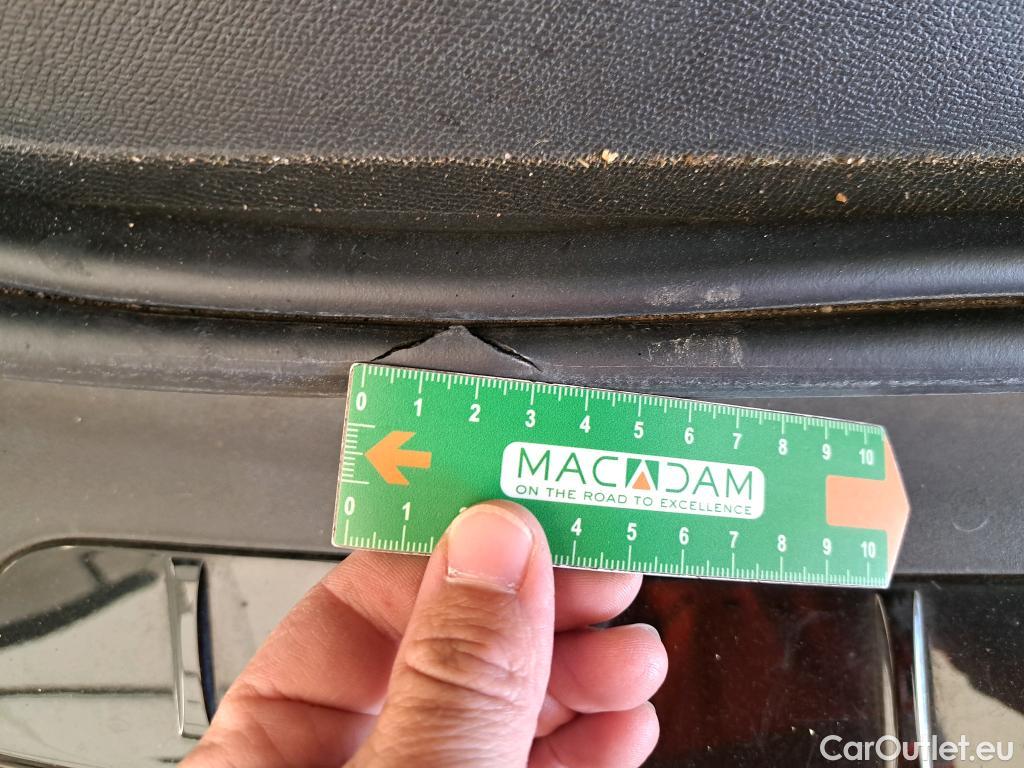 0 1 2 3 4 5 6 7 8 9 10
MACADAM
ON THE ROAD TO EXCELLENCE
0 1 4 5 6 7 8 9 10
CarOutlet.eu